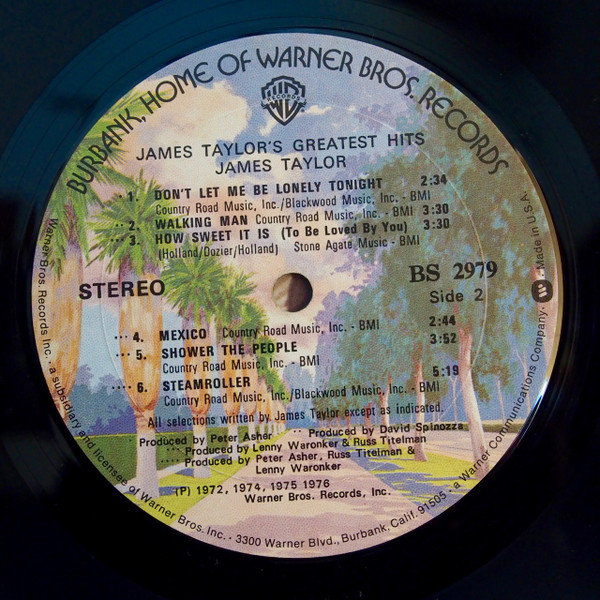 BURBANK, HOME OF WARNER BROS. RECORDS
WB
RECORDS
JAMES TAYLOR'S GREATEST HITS
JAMES TAYLOR
1. DON'T LET ME BE LONELY TONIGHT 2:34
Country Road Music, Inc./Blackwood Music, Inc. - BMI
2. WALKING MAN Country Road Music, Inc. - BMI 3:30
3. HOW SWEET IT IS (To Be Loved By You) 3:30
(Holland/Dozier/Holland) Stone Agate Music - BMI
STEREO
BS 2979
Side 2
4. MEXICO Country Road Music, Inc. - BMI 2:44
5. SHOWER THE PEOPLE 3:52
Country Road Music, Inc. - BMI
6. STEAMROLLER 5:19
Country Road Music, Inc./Blackwood Music, Inc. - BMI
All selections written by James Taylor except as indicated.
· Produced by Peter Asher ·· Produced by David Spinozza
··· Produced by Lenny Waronker & Russ Titelman
···· Produced by Peter Asher, Russ Titelman &
Lenny Waronker
(P) 1972, 1974, 1975 1976
Warner Bros. Records, Inc.
Warner Bros. Records Inc. · a subsidiary and licensee of Warner Bros. Inc. · 3300 Warner Blvd., Burbank, Calif. 91505 · a Warner Communications Company · Made in U.S.A.